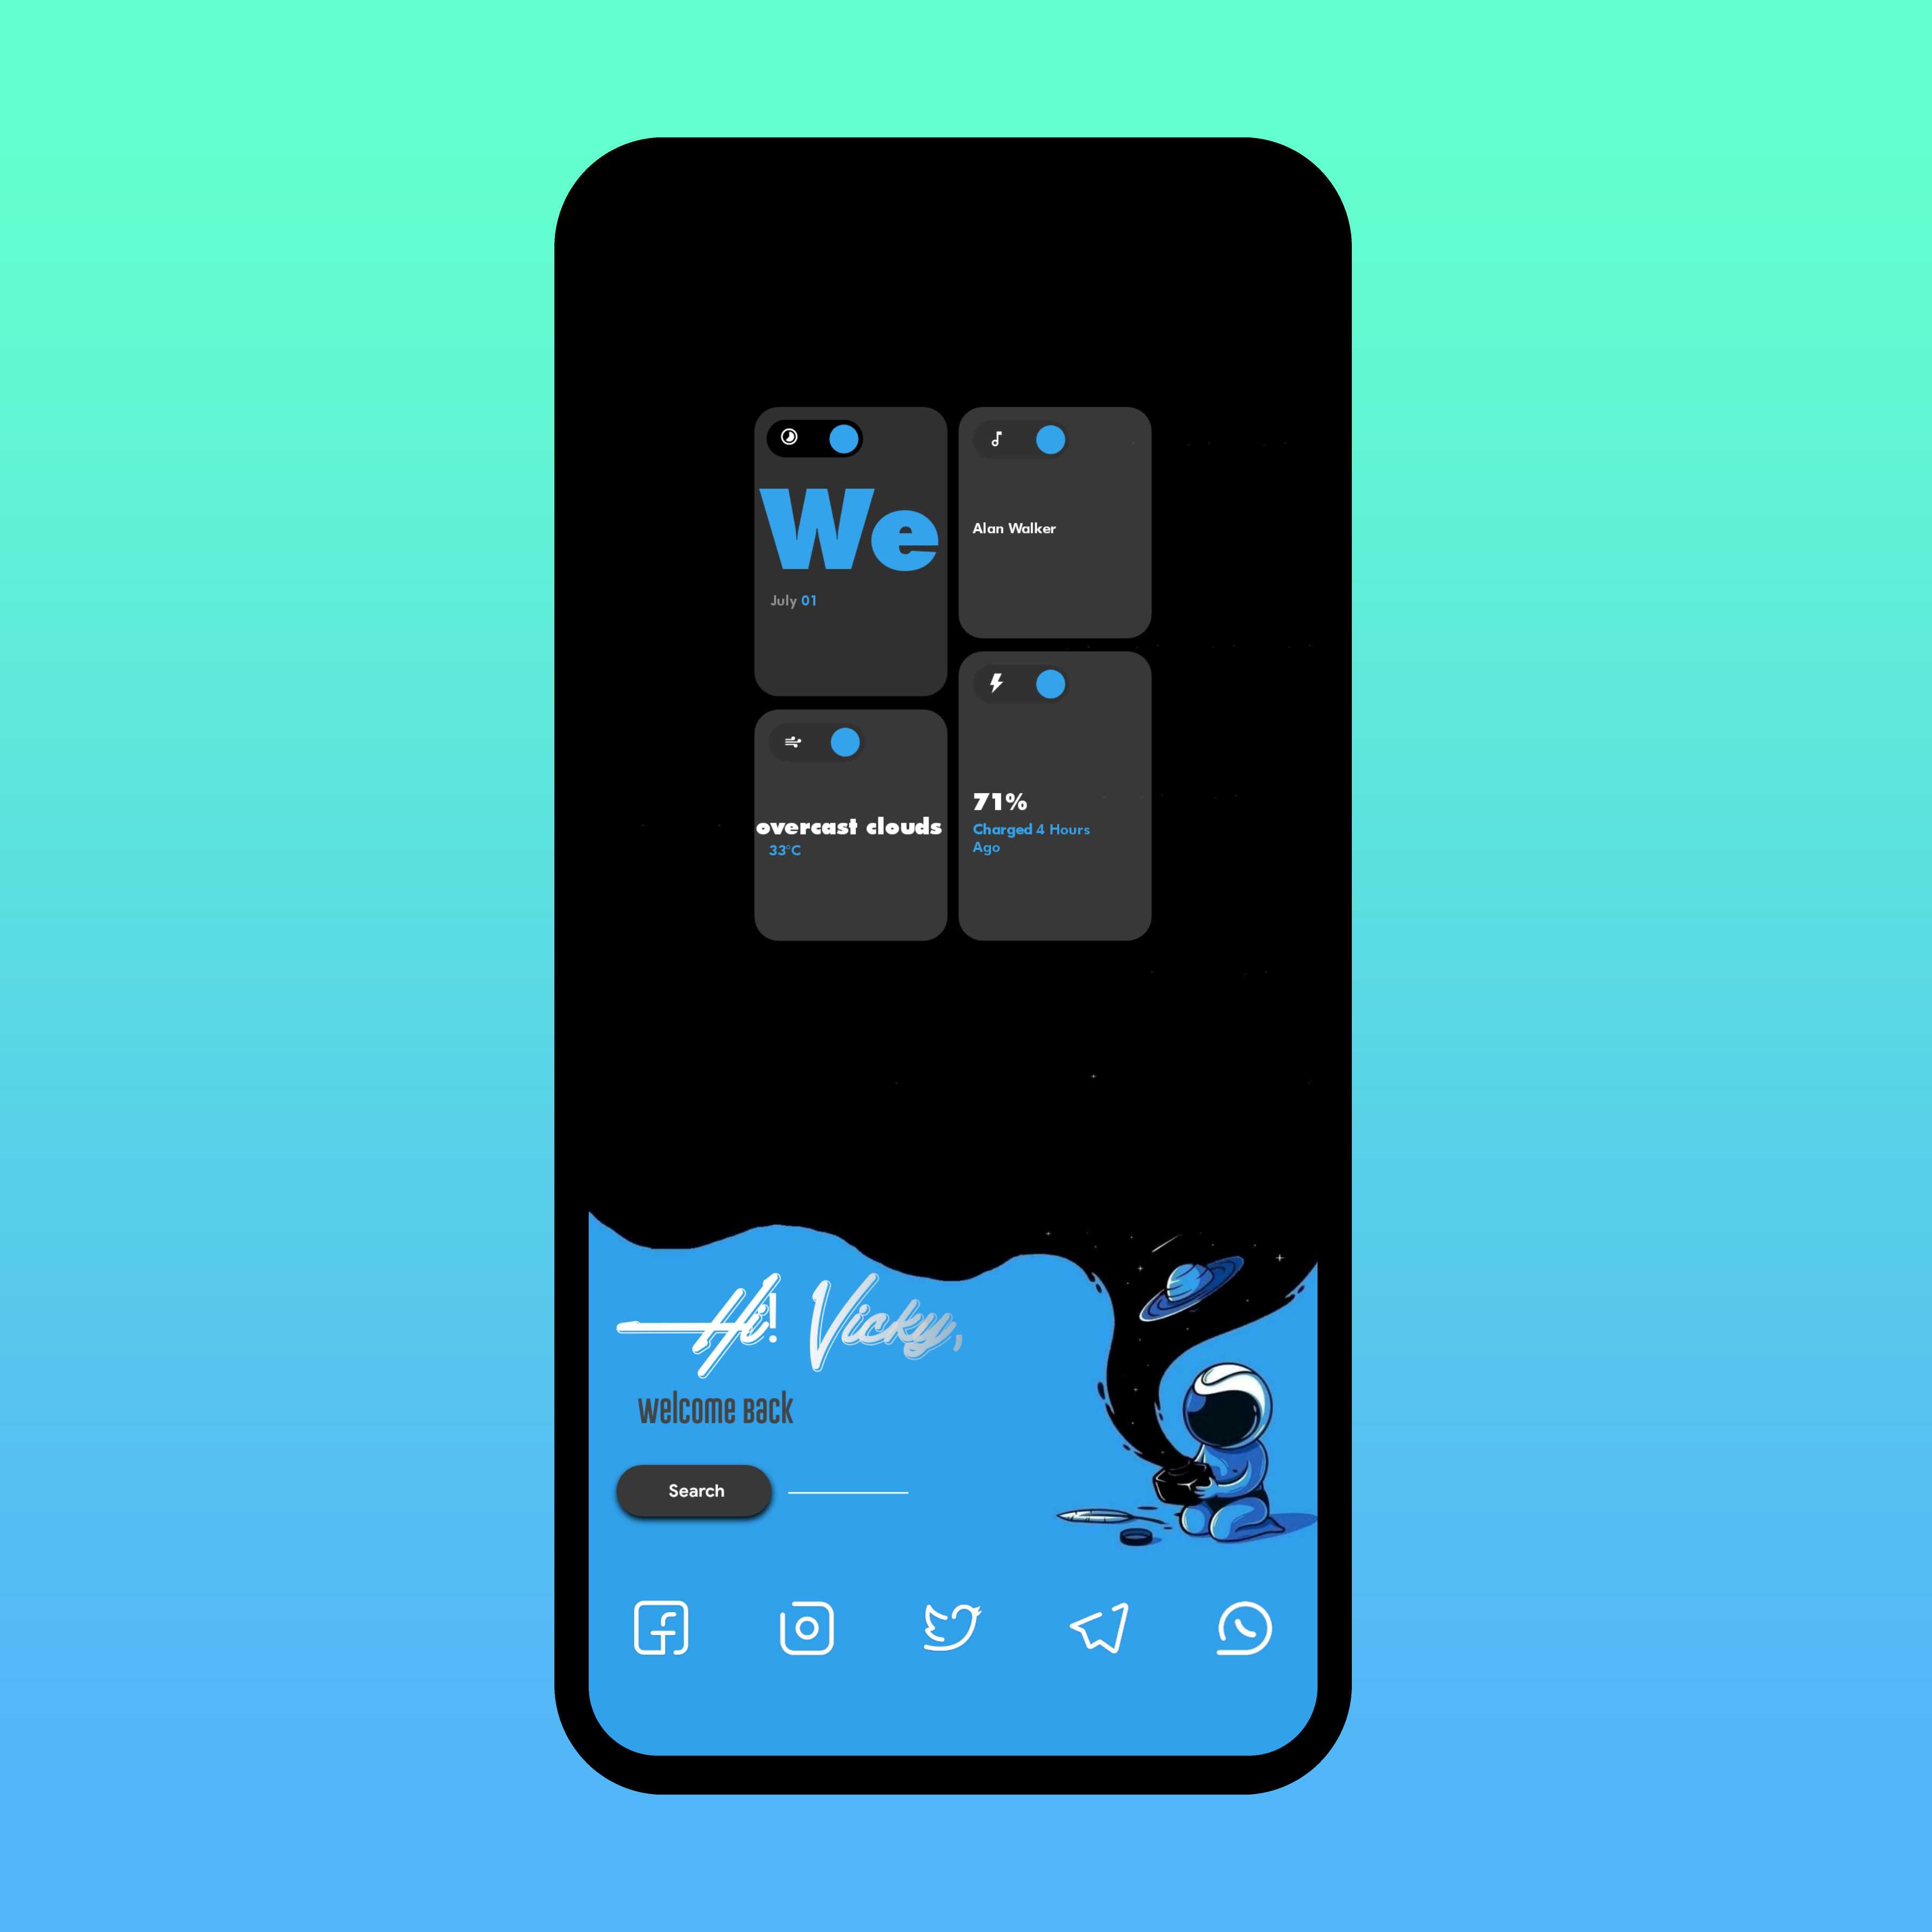 We
July 01
Alan Walker
overcast clouds
33°C
71%
Charged 4 Hours
Ago
Hi! Vicky,
welcome Back
Search